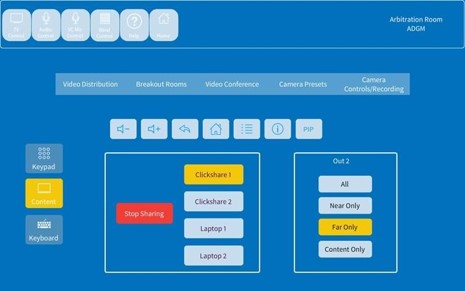 TV
Control
Audio
Control
VC Mic
Control
Blind
Control
Help
Home
Arbitration Room
ADGM
Video Distribution
Breakout Rooms
Video Conference
Camera Presets
Camera
Controls/Recording
PIP
Keypad
Content
Keyboard
Stop Sharing
Clickshare 1
Clickshare 2
Laptop 1
Laptop 2
Out 2
All
Near Only
Far Only
Content Only